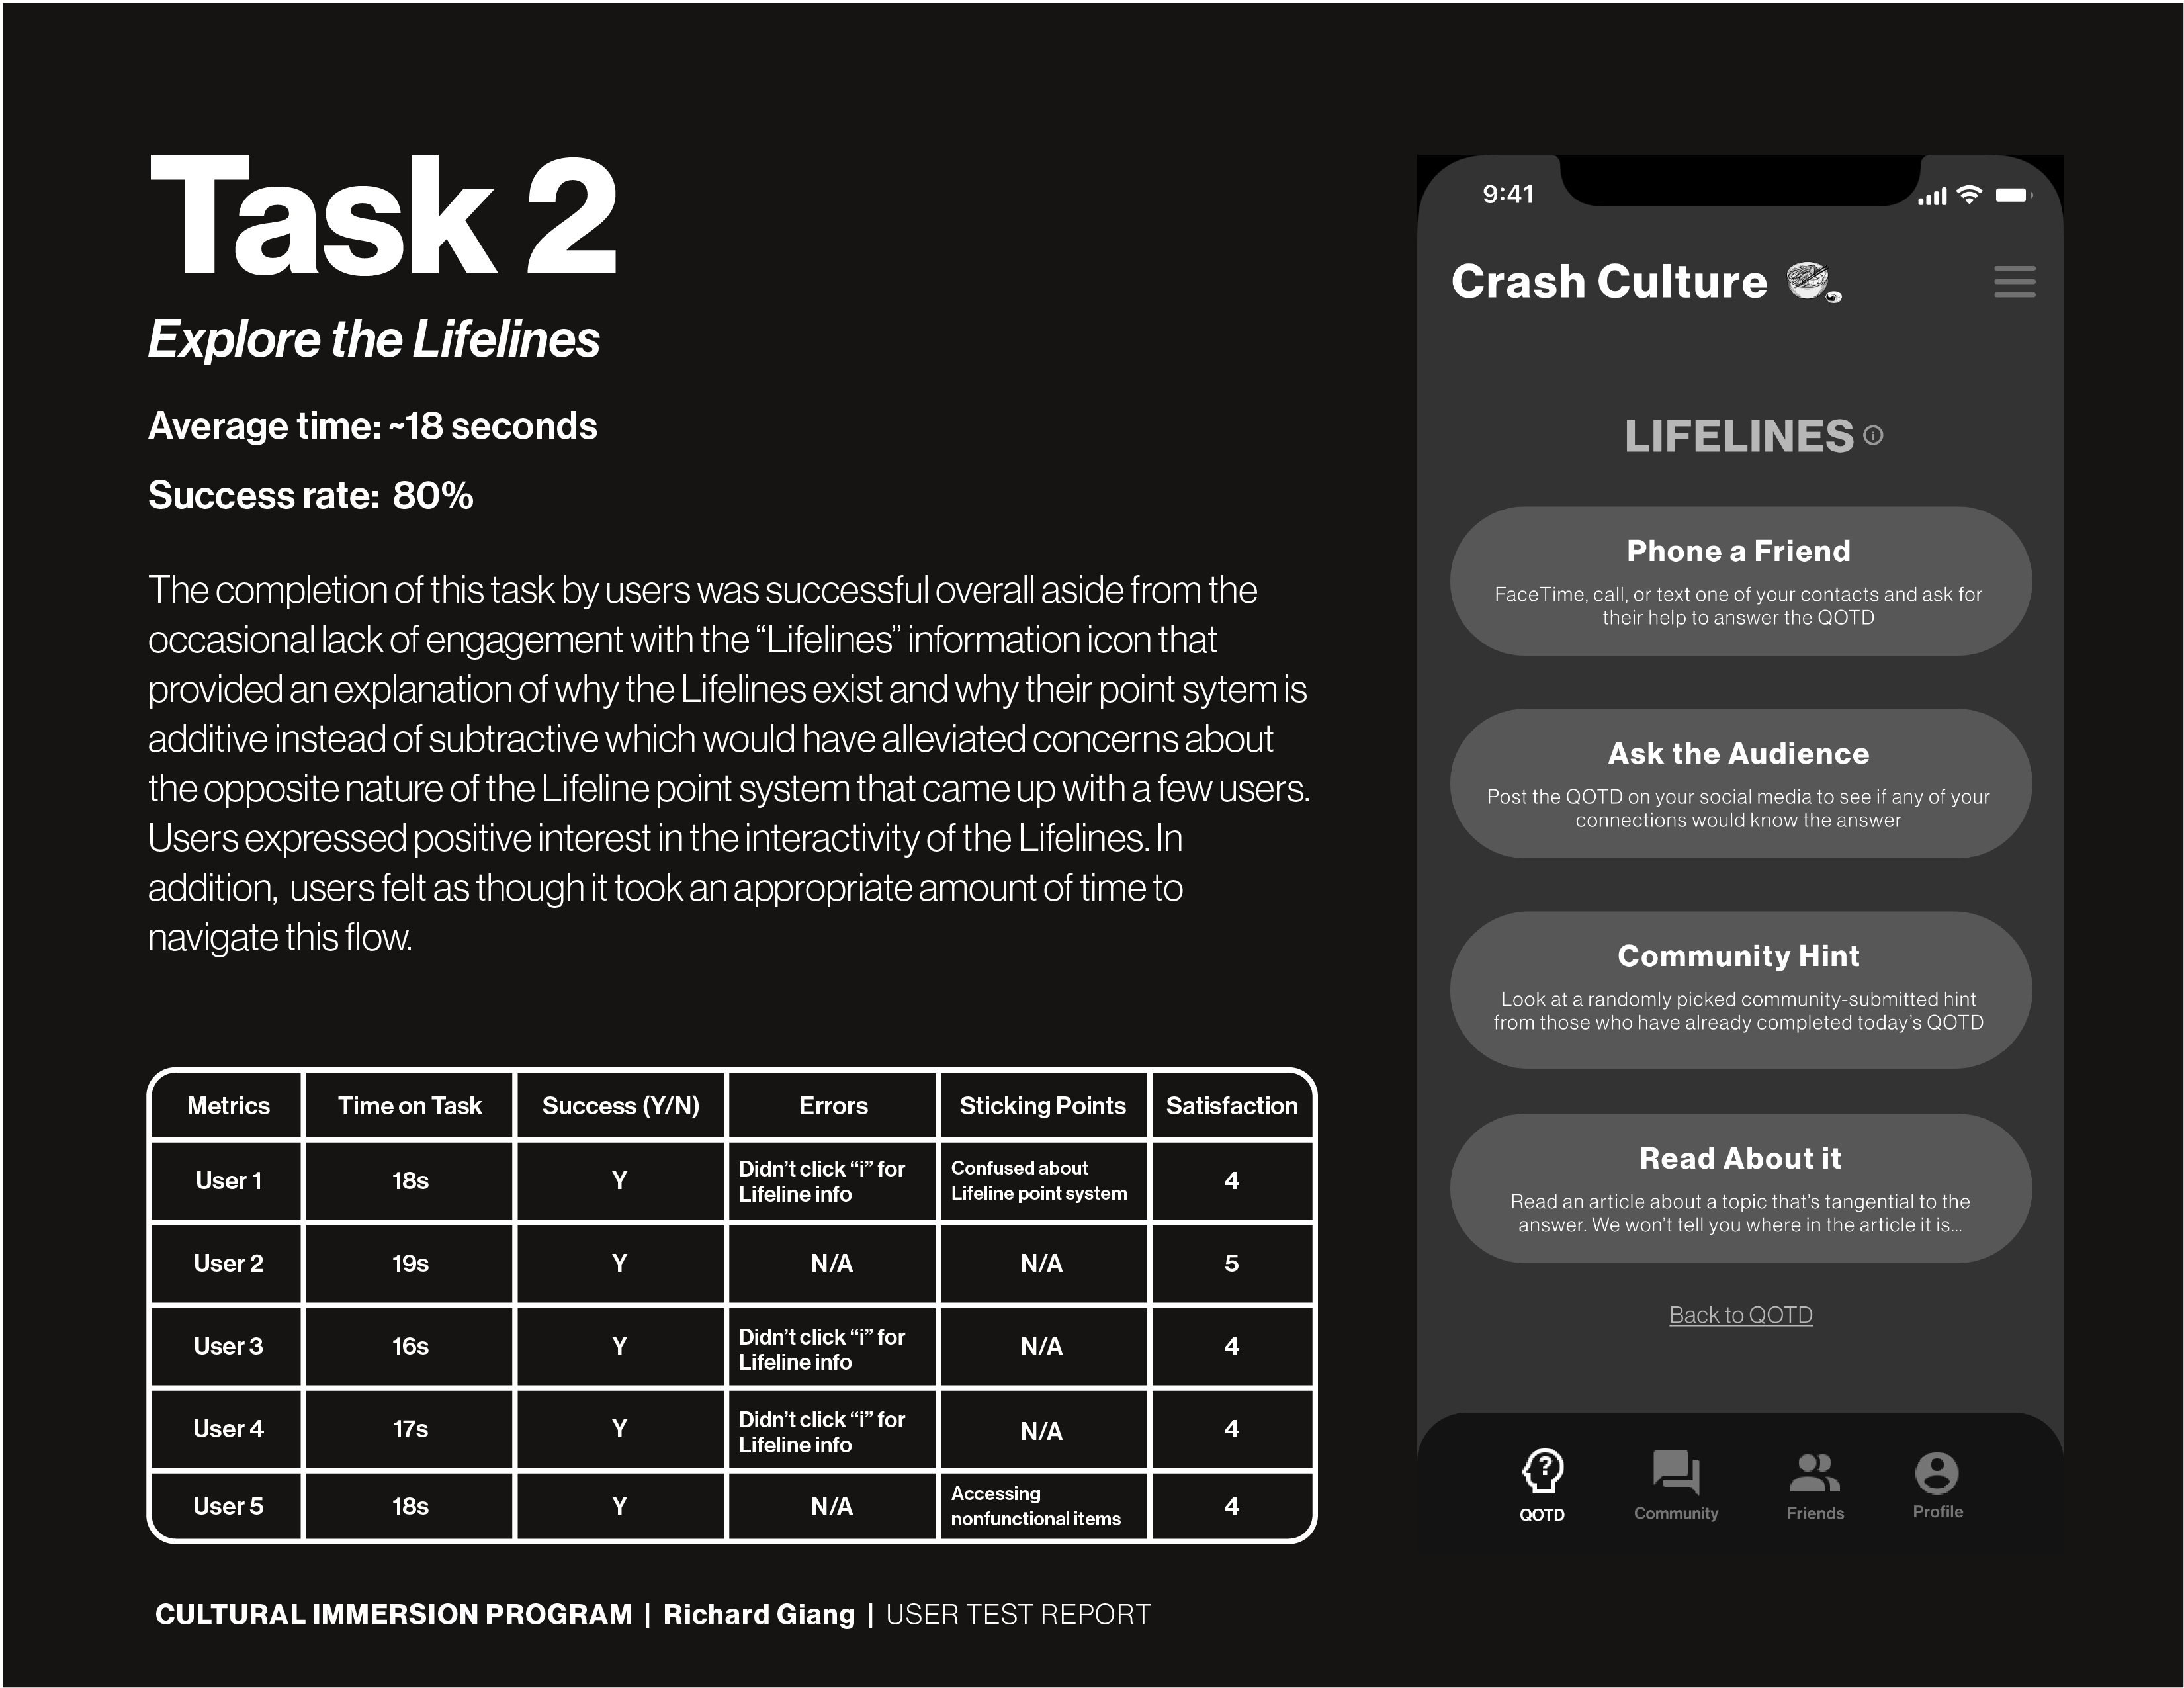 Task 2
Explore the Lifelines
Average time: ~18 seconds
Success rate: 80%
The completion of this task by users was successful overall aside from the
occasional lack of engagement with the “Lifelines” information icon that
provided an explanation of why the Lifelines exist and why their point sytem is
additive instead of subtractive which would have alleviated concerns about
the opposite nature of the Lifeline point system that came up with a few users.
Users expressed positive interest in the interactivity of the Lifelines. In
addition, users felt as though it took an appropriate amount of time to
navigate this flow.
Metrics Time on Task Success (Y/N) Errors Sticking Points Satisfaction
User 1 18s Y Didn’t click “i” for Lifeline info Confused about Lifeline point system 4
User 2 19s Y N/A N/A 5
User 3 16s Y Didn’t click “i” for Lifeline info N/A 4
User 4 17s Y Didn’t click “i” for Lifeline info N/A 4
User 5 18s Y N/A Accessing nonfunctional items 4
CULTURAL IMMERSION PROGRAM | Richard Giang | USER TEST REPORT
9:41
Crash Culture
LIFELINES i
Phone a Friend
FaceTime, call, or text one of your contacts and ask for
their help to answer the QOTD
Ask the Audience
Post the QOTD on your social media to see if any of your
connections would know the answer
Community Hint
Look at a randomly picked community-submitted hint
from those who have already completed today’s QOTD
Read About it
Read an article about a topic that’s tangential to the
answer. We won’t tell you where in the article it is...
Back to QOTD
?
QOTD Community Friends Profile